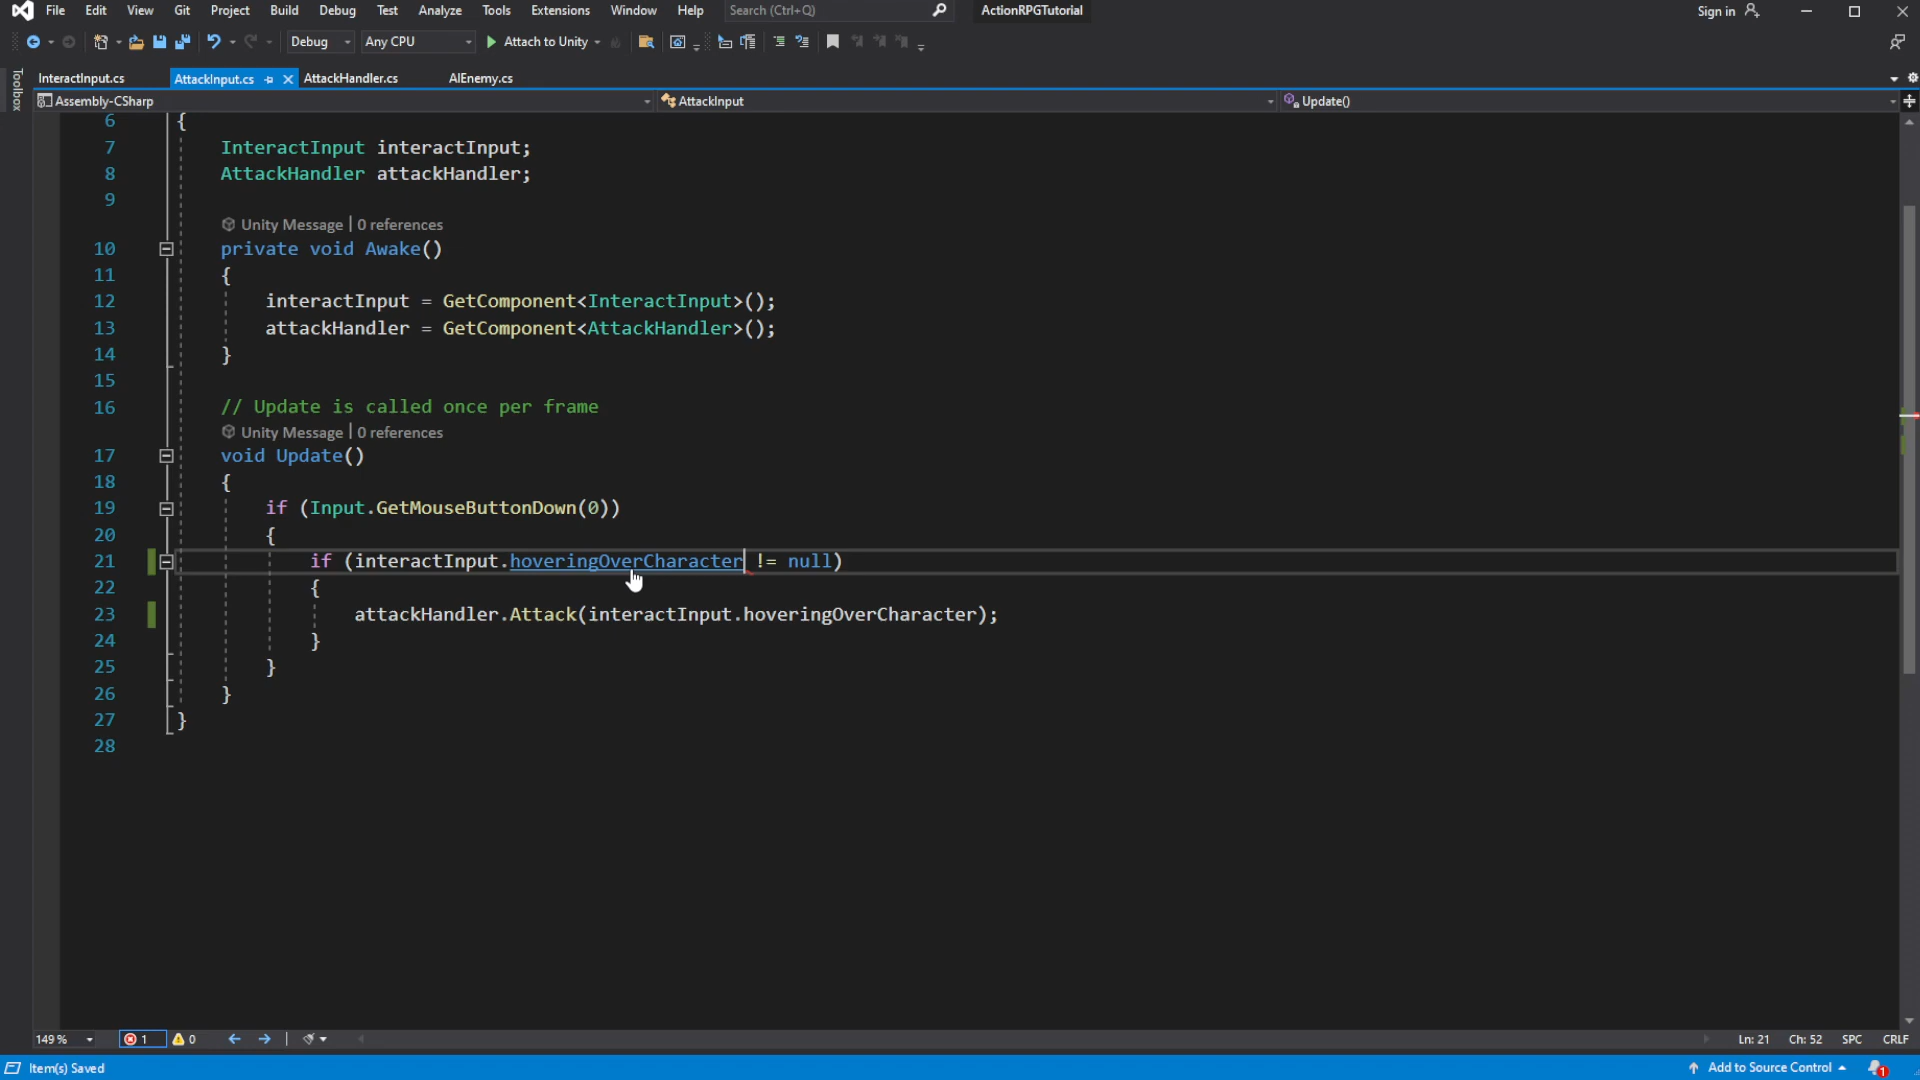 File Edit View Git Project Build Debug Test Analyze Tools Extensions Window Help Search (Ctrl+Q) ActionRPGTutorial Sign in
Debug Any CPU Attach to Unity
Toolbox
InteractInput.cs AttackInput.cs AttackHandler.cs AIEnemy.cs
Assembly-CSharp AttackInput Update()
6 {
7 InteractInput interactInput;
8 AttackHandler attackHandler;
9
Unity Message | 0 references
10 private void Awake()
11 {
12 interactInput = GetComponent<InteractInput>();
13 attackHandler = GetComponent<AttackHandler>();
14 }
15
16 // Update is called once per frame
Unity Message | 0 references
17 void Update()
18 {
19 if (Input.GetMouseButtonDown(0))
20 {
21 if (interactInput.hoveringOverCharacter != null)
22 {
23 attackHandler.Attack(interactInput.hoveringOverCharacter);
24 }
25 }
26 }
27 }
28
149 % 1 0 Ln: 21 Ch: 52 SPC CRLF
Item(s) Saved Add to Source Control 1